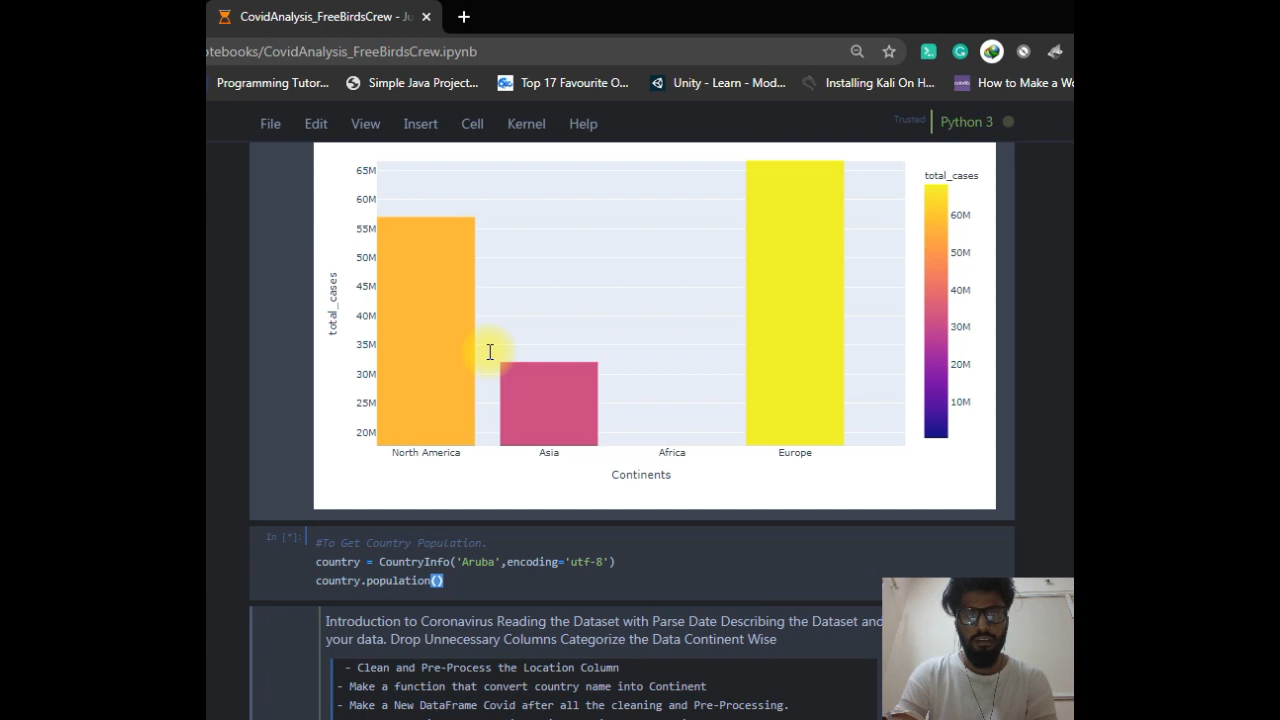 CovidAnalysis_FreeBirdsCrew - Ju
otebooks/CovidAnalysis_FreeBirdsCrew.ipynb
Programming Tutor... Simple Java Project... Top 17 Favourite O... Unity - Learn - Mod... Installing Kali On H... How to Make a Wo
File Edit View Insert Cell Kernel Help Trusted Python 3
65M
60M
55M
50M
45M
40M
35M
30M
25M
20M
total_cases
North America Asia Africa Europe
Continents
total_cases
60M
50M
40M
30M
20M
10M
In [*]:
#To Get Country Population.
country = CountryInfo('Aruba',encoding='utf-8')
country.population()
Introduction to Coronavirus Reading the Dataset with Parse Date Describing the Dataset and
your data. Drop Unnecessary Columns Categorize the Data Continent Wise
- Clean and Pre-Process the Location Column
- Make a function that convert country name into Continent
- Make a New DataFrame Covid after all the cleaning and Pre-Processing.